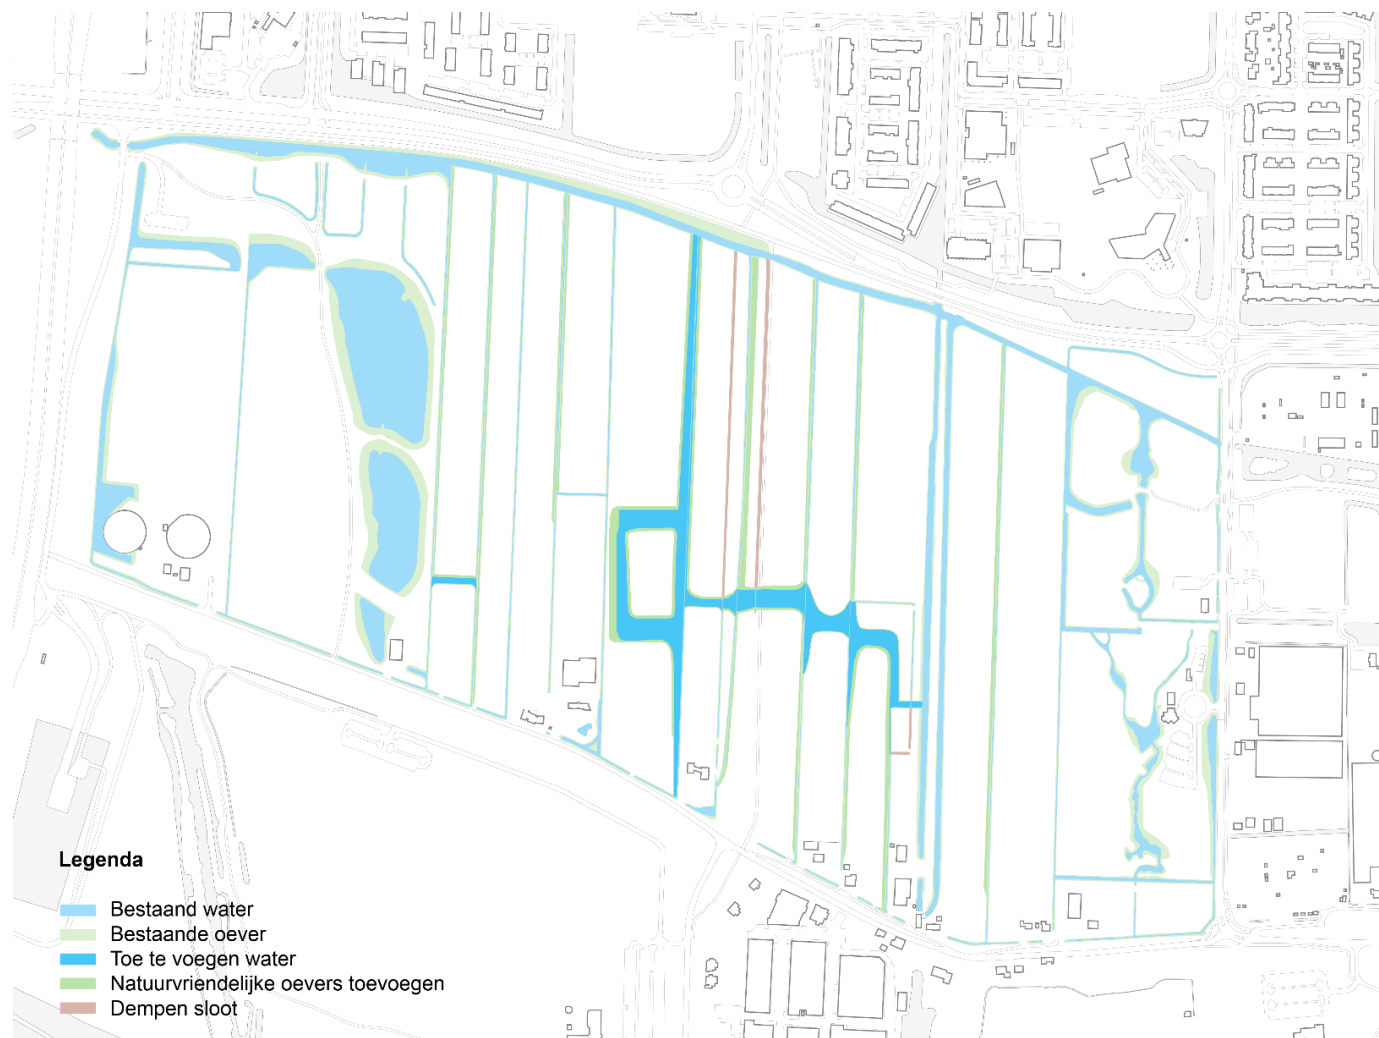 Legenda
Bestaand water
Bestaande oever
Toe te voegen water
Natuurvriendelijke oevers toevoegen
Dempen sloot